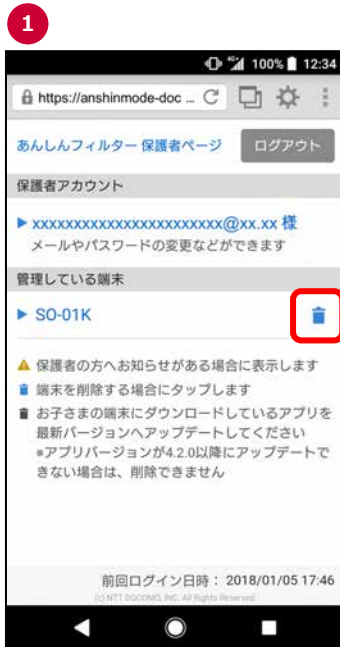 1
100% 12:34
https://anshinmode-doc ...
あんしんフィルター 保護者ページ ログアウト
保護者アカウント
▶ xxxxxxxxxxxxxxxxxxxxxxx@xx.xx 様
メールやパスワードの変更などができます
管理している端末
▶ SO-01K
保護者の方へお知らせがある場合に表示します
端末を削除する場合にタップします
お子さまの端末にダウンロードしているアプリを
最新バージョンへアップデートしてください
※アプリバージョンが4.2.0以降にアップデートで
きない場合は、削除できません
前回ログイン日時： 2018/01/05 17:46
(c) NTT DOCOMO, INC. All Rights Reserved.